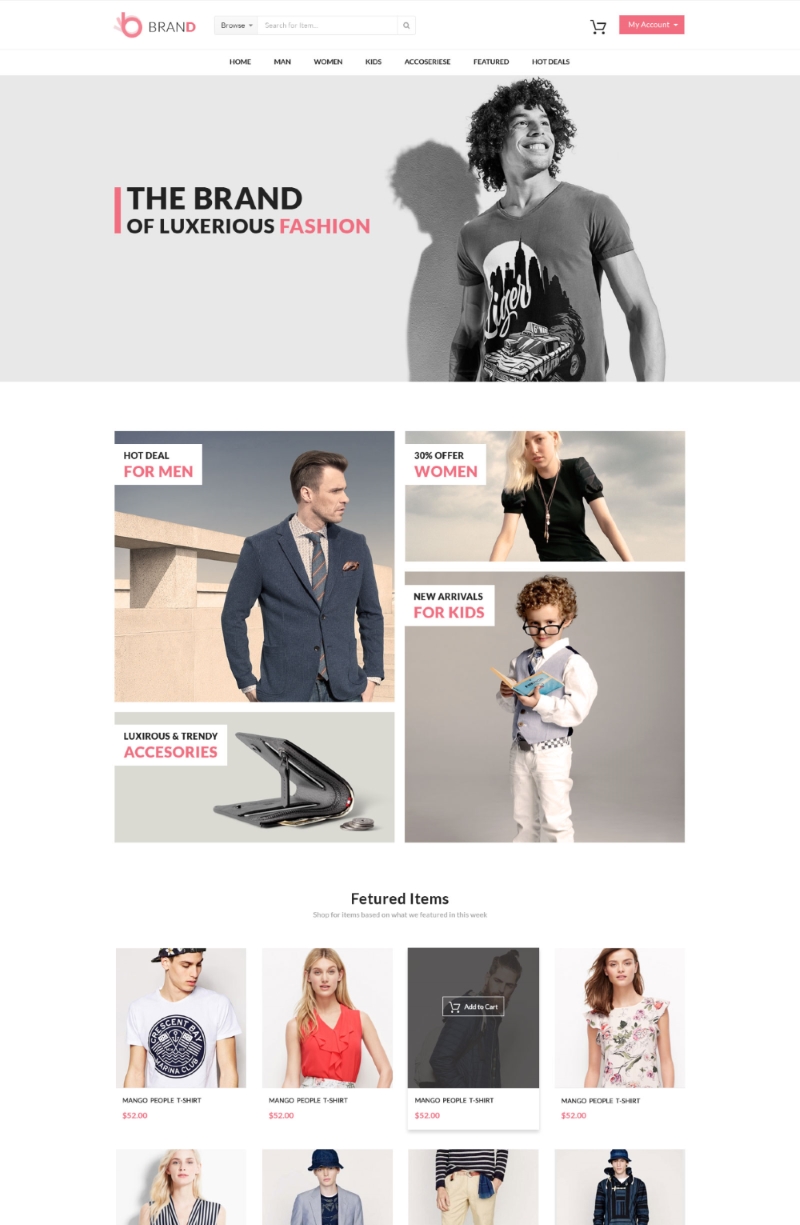 BRAND
Browse
Search for Item...
My Account
HOME MAN WOMEN KIDS ACCOSERIESE FEATURED HOT DEALS
THE BRAND
OF LUXERIOUS FASHION
Liger
HOT DEAL
FOR MEN
30% OFFER
WOMEN
NEW ARRIVALS
FOR KIDS
LUXIROUS & TRENDY
ACCESORIES
Fetured Items
Shop for items based on what we featured in this week
CRESCENT BAY
MARINA CLUB
Add to Cart
MANGO PEOPLE T-SHIRT
$52.00
MANGO PEOPLE T-SHIRT
$52.00
MANGO PEOPLE T-SHIRT
$52.00
MANGO PEOPLE T-SHIRT
$52.00